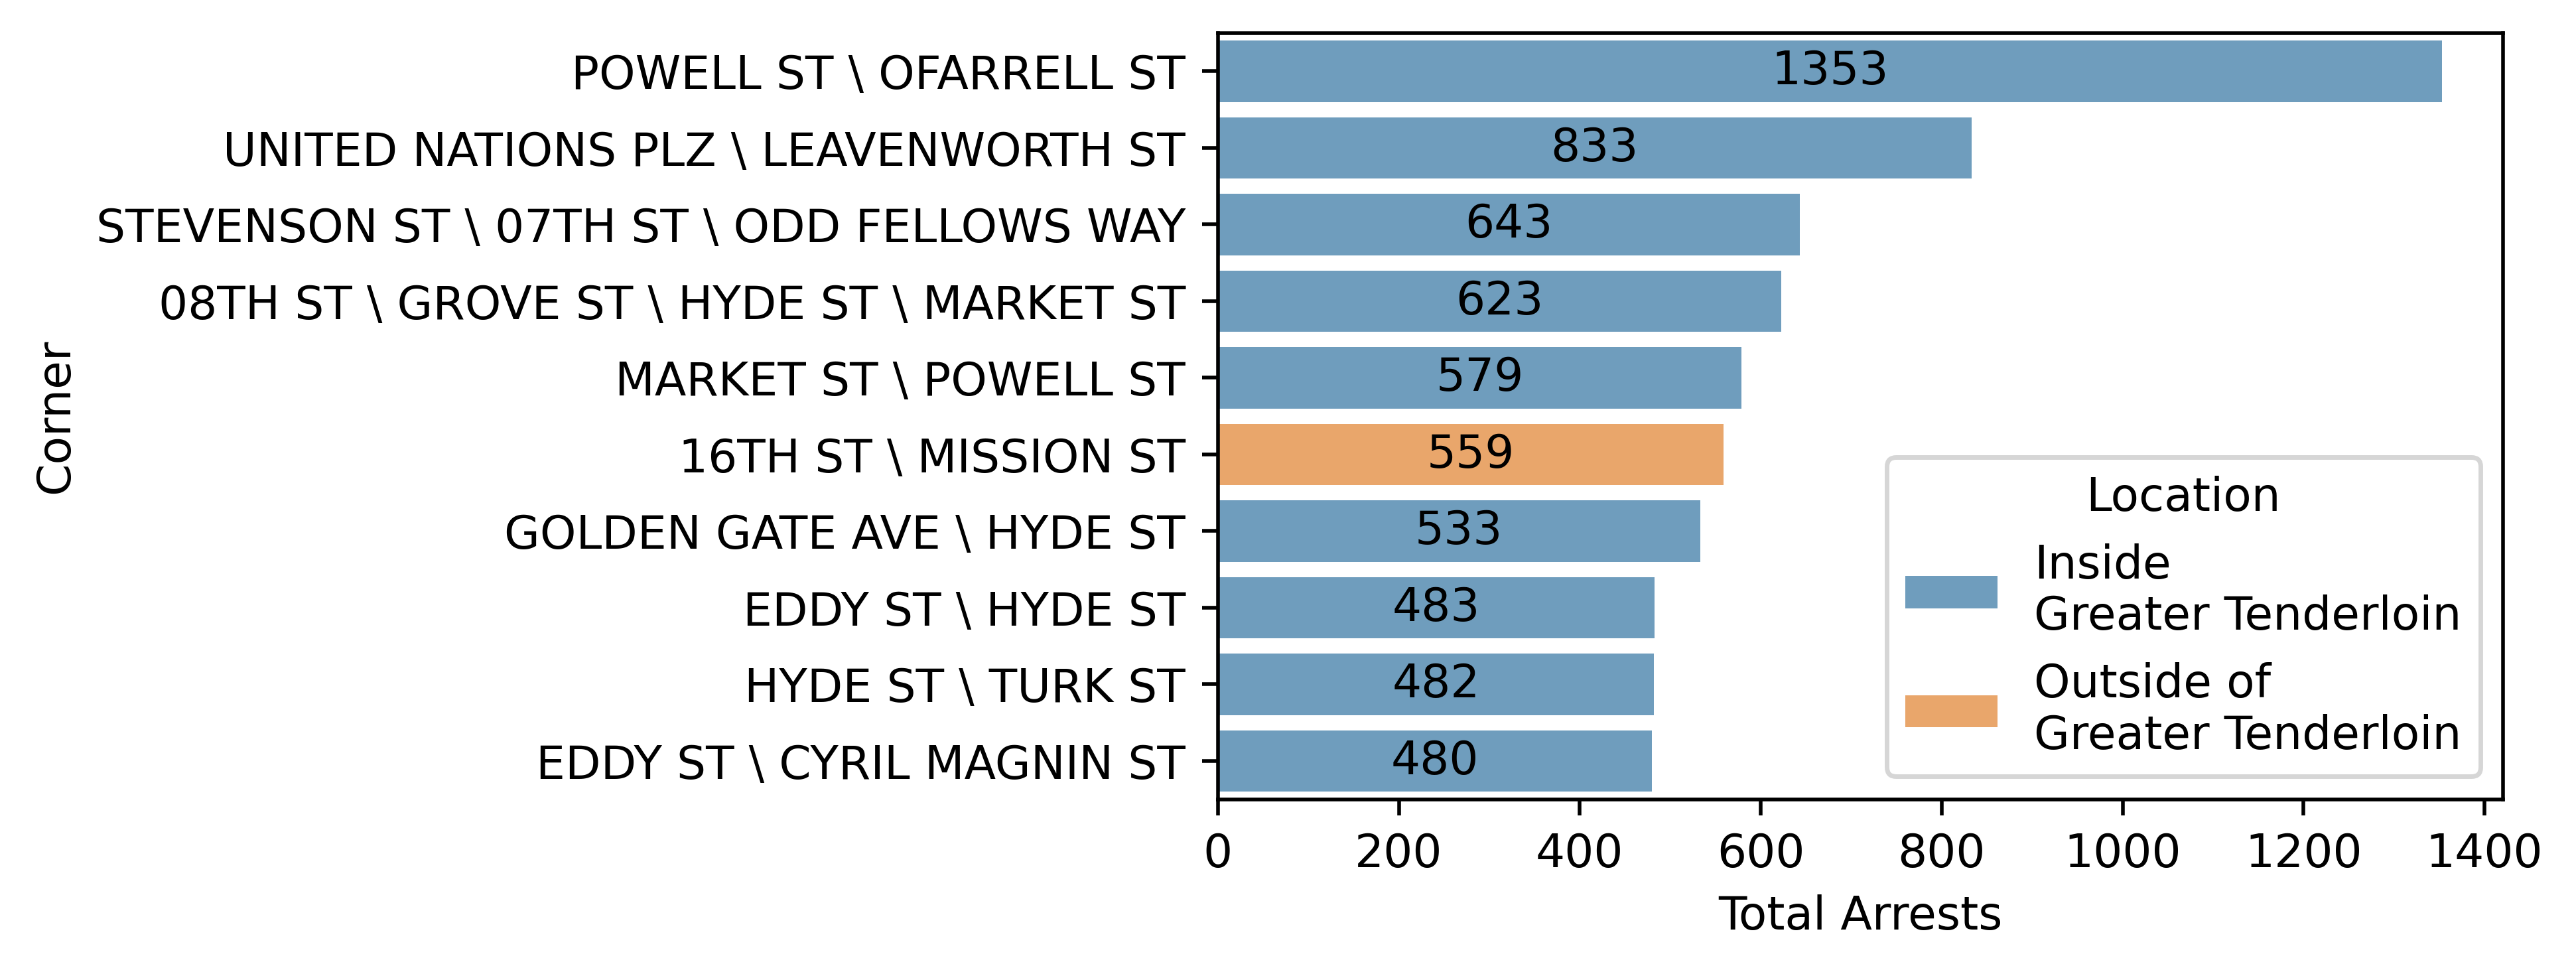 POWELL ST \ OFARRELL ST 1353
UNITED NATIONS PLZ \ LEAVENWORTH ST 833
STEVENSON ST \ 07TH ST \ ODD FELLOWS WAY 643
08TH ST \ GROVE ST \ HYDE ST \ MARKET ST 623
MARKET ST \ POWELL ST 579
16TH ST \ MISSION ST 559
GOLDEN GATE AVE \ HYDE ST 533
EDDY ST \ HYDE ST 483
HYDE ST \ TURK ST 482
EDDY ST \ CYRIL MAGNIN ST 480
Corner
Location
Inside
Greater Tenderloin
Outside of
Greater Tenderloin
0 200 400 600 800 1000 1200 1400
Total Arrests